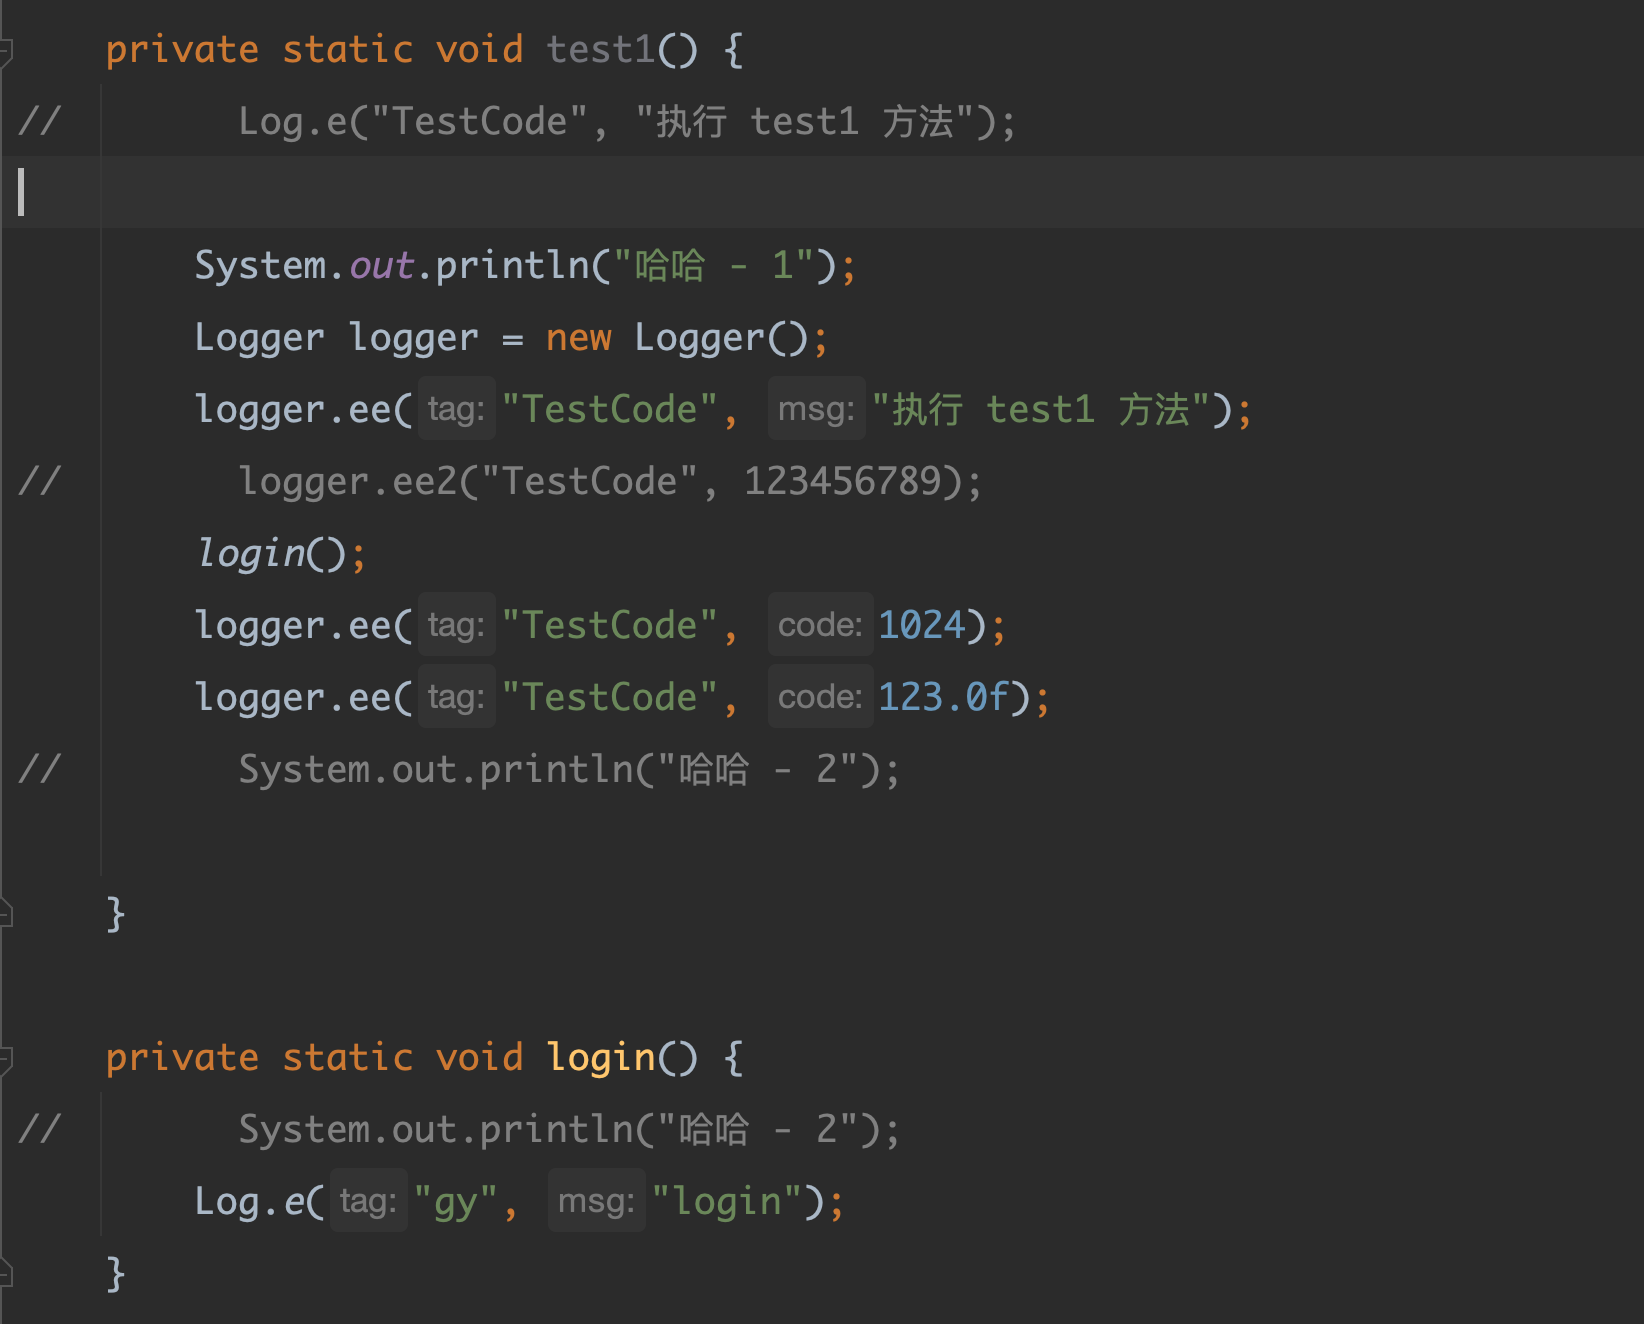 private static void test1() {
//        Log.e("TestCode", "执行 test1 方法");
System.out.println("哈哈 - 1");
Logger logger = new Logger();
logger.ee( tag: "TestCode", msg: "执行 test1 方法");
//        logger.ee2("TestCode", 123456789);
login();
logger.ee( tag: "TestCode", code: 1024);
logger.ee( tag: "TestCode", code: 123.0f);
//        System.out.println("哈哈 - 2");
}
private static void login() {
//        System.out.println("哈哈 - 2");
Log.e( tag: "gy", msg: "login");
}